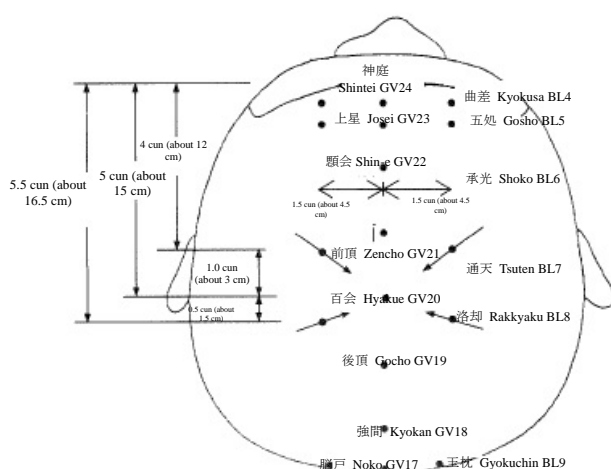 神庭
Shintei GV24
曲差 Kyokusa BL4
上星 Josei GV23
五処 Gosho BL5
4 cun (about 12 cm)
5 cun (about 15 cm)
5.5 cun (about 16.5 cm)
顖会 Shin-e GV22
承光 Shoko BL6
1.5 cun (about 4.5 cm)
1.5 cun (about 4.5 cm)
前頂 Zencho GV21
通天 Tsuten BL7
1.0 cun (about 3 cm)
百会 Hyakue GV20
0.5 cun (about 1.5 cm)
洛却 Rakkyaku BL8
後頂 Gocho GV19
強間 Kyokan GV18
脳戸 Noko GV17
玉枕 Gyokuchin BL9